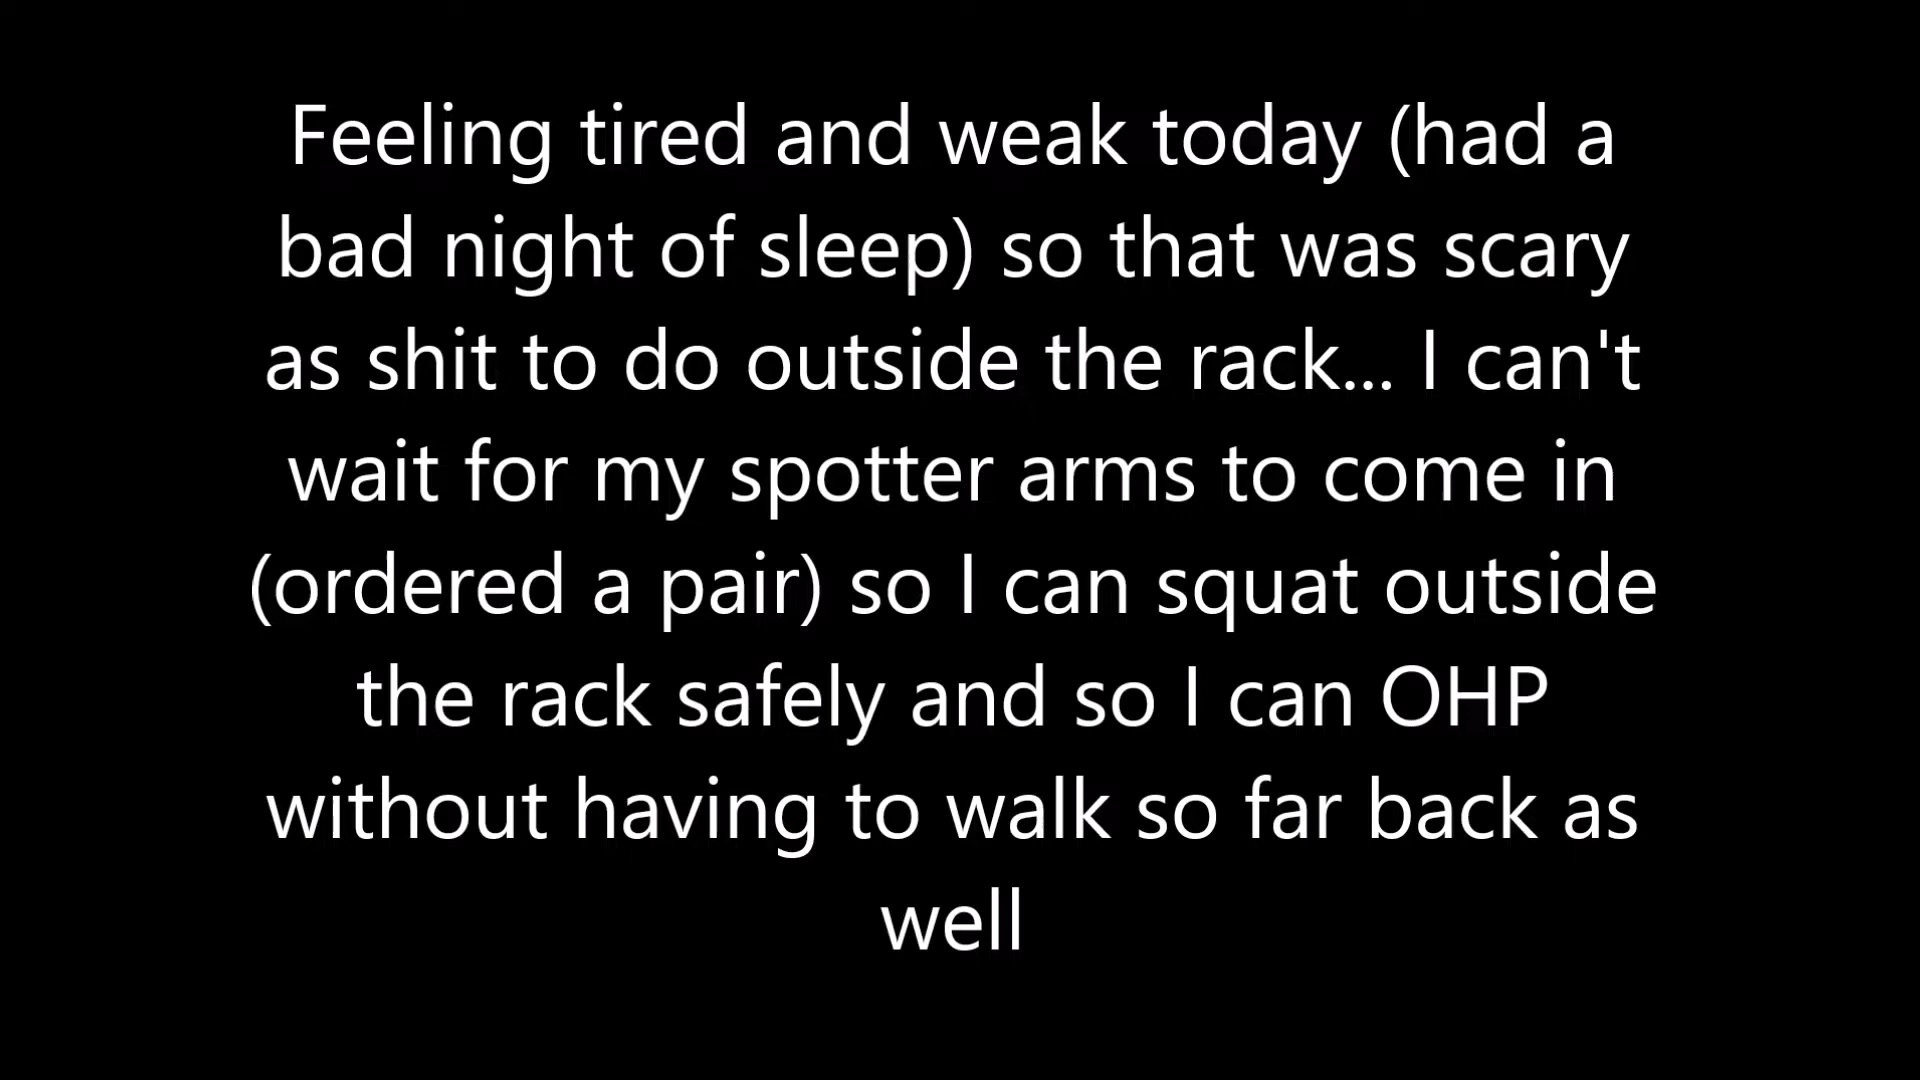 Feeling tired and weak today (had a
bad night of sleep) so that was scary
as shit to do outside the rack... I can't
wait for my spotter arms to come in
(ordered a pair) so I can squat outside
the rack safely and so I can OHP
without having to walk so far back as
well